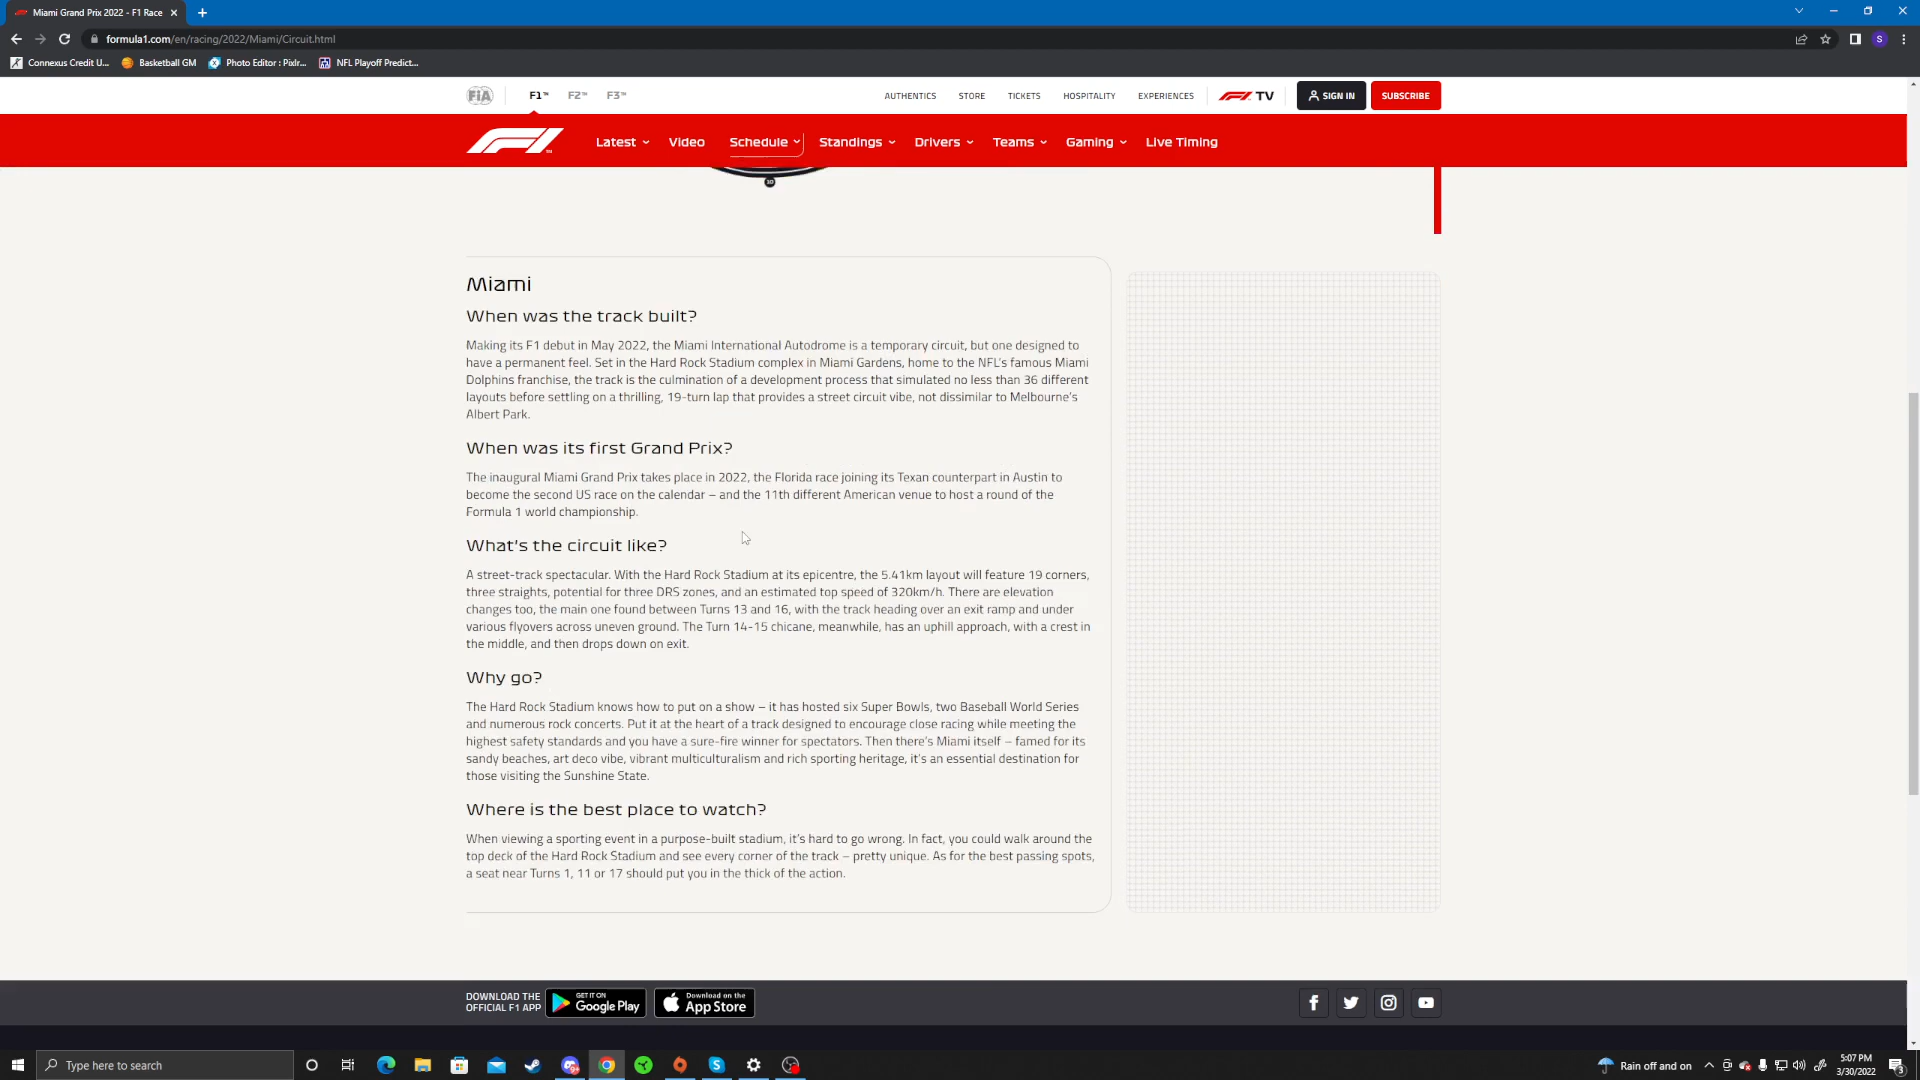 Miami Grand Prix 2022 - F1 Race
formula1.com/en/racing/2022/Miami/Circuit.html
Connexus Credit U...
Basketball GM
Photo Editor : Pixlr...
NFL Playoff Predict...
FiA
F1™
F2™
F3™
AUTHENTICS
STORE
TICKETS
HOSPITALITY
EXPERIENCES
F1 TV
SIGN IN
SUBSCRIBE
Latest
Video
Schedule
Standings
Drivers
Teams
Gaming
Live Timing
Miami
When was the track built?
Making its F1 debut in May 2022, the Miami International Autodrome is a temporary circuit, but one designed to
have a permanent feel. Set in the Hard Rock Stadium complex in Miami Gardens, home to the NFL's famous Miami
Dolphins franchise, the track is the culmination of a development process that simulated no less than 36 different
layouts before settling on a thrilling, 19-turn lap that provides a street circuit vibe, not dissimilar to Melbourne's
Albert Park.
When was its first Grand Prix?
The inaugural Miami Grand Prix takes place in 2022, the Florida race joining its Texan counterpart in Austin to
become the second US race on the calendar – and the 11th different American venue to host a round of the
Formula 1 world championship.
What's the circuit like?
A street-track spectacular. With the Hard Rock Stadium at its epicentre, the 5.41km layout will feature 19 corners,
three straights, potential for three DRS zones, and an estimated top speed of 320km/h. There are elevation
changes too, the main one found between Turns 13 and 16, with the track heading over an exit ramp and under
various flyovers across uneven ground. The Turn 14-15 chicane, meanwhile, has an uphill approach, with a crest in
the middle, and then drops down on exit.
Why go?
The Hard Rock Stadium knows how to put on a show – it has hosted six Super Bowls, two Baseball World Series
and numerous rock concerts. Put it at the heart of a track designed to encourage close racing while meeting the
highest safety standards and you have a sure-fire winner for spectators. Then there's Miami itself – famed for its
sandy beaches, art deco vibe, vibrant multiculturalism and rich sporting heritage, it's an essential destination for
those visiting the Sunshine State.
Where is the best place to watch?
When viewing a sporting event in a purpose-built stadium, it's hard to go wrong. In fact, you could walk around the
top deck of the Hard Rock Stadium and see every corner of the track – pretty unique. As for the best passing spots,
a seat near Turns 1, 11 or 17 should put you in the thick of the action.
DOWNLOAD THE
OFFICIAL F1 APP
GET IT ON
Google Play
Download on the
App Store
Type here to search
Rain off and on
5:07 PM
3/30/2022